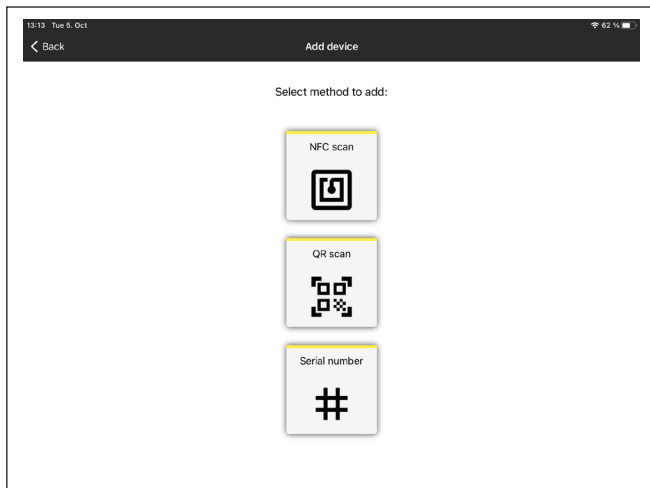 13:13 Tue 5. Oct
62 %
Back
Add device
Select method to add:
NFC scan
QR scan
Serial number